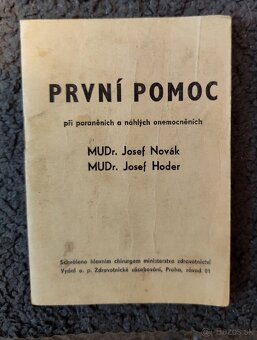 PRVNÍ POMOC
při poraněních a náhlých onemocněních
MUDr. Josef Novák
MUDr. Josef Hoder
Schváleno hlavním chirurgem ministerstva zdravotnictví
Vydal o. p. Zdravotnické zásobování, Praha, závod 01